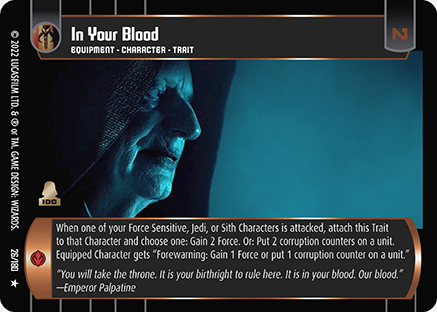 In Your Blood
EQUIPMENT - CHARACTER - TRAIT
N
100
When one of your Force Sensitive, Jedi, or Sith Characters is attacked, attach this Trait
to that Character and choose one: Gain 2 Force. Or: Put 2 corruption counters on a unit.
Equipped Character gets "Forewarning: Gain 1 Force or put 1 corruption counter on a unit."
"You will take the throne. It is your birthright to rule here. It is in your blood. Our blood."
—Emperor Palpatine
©2022 LUCASFILM LTD. & ® or TM. GAME DESIGN: WIZARDS.
26/180 ★